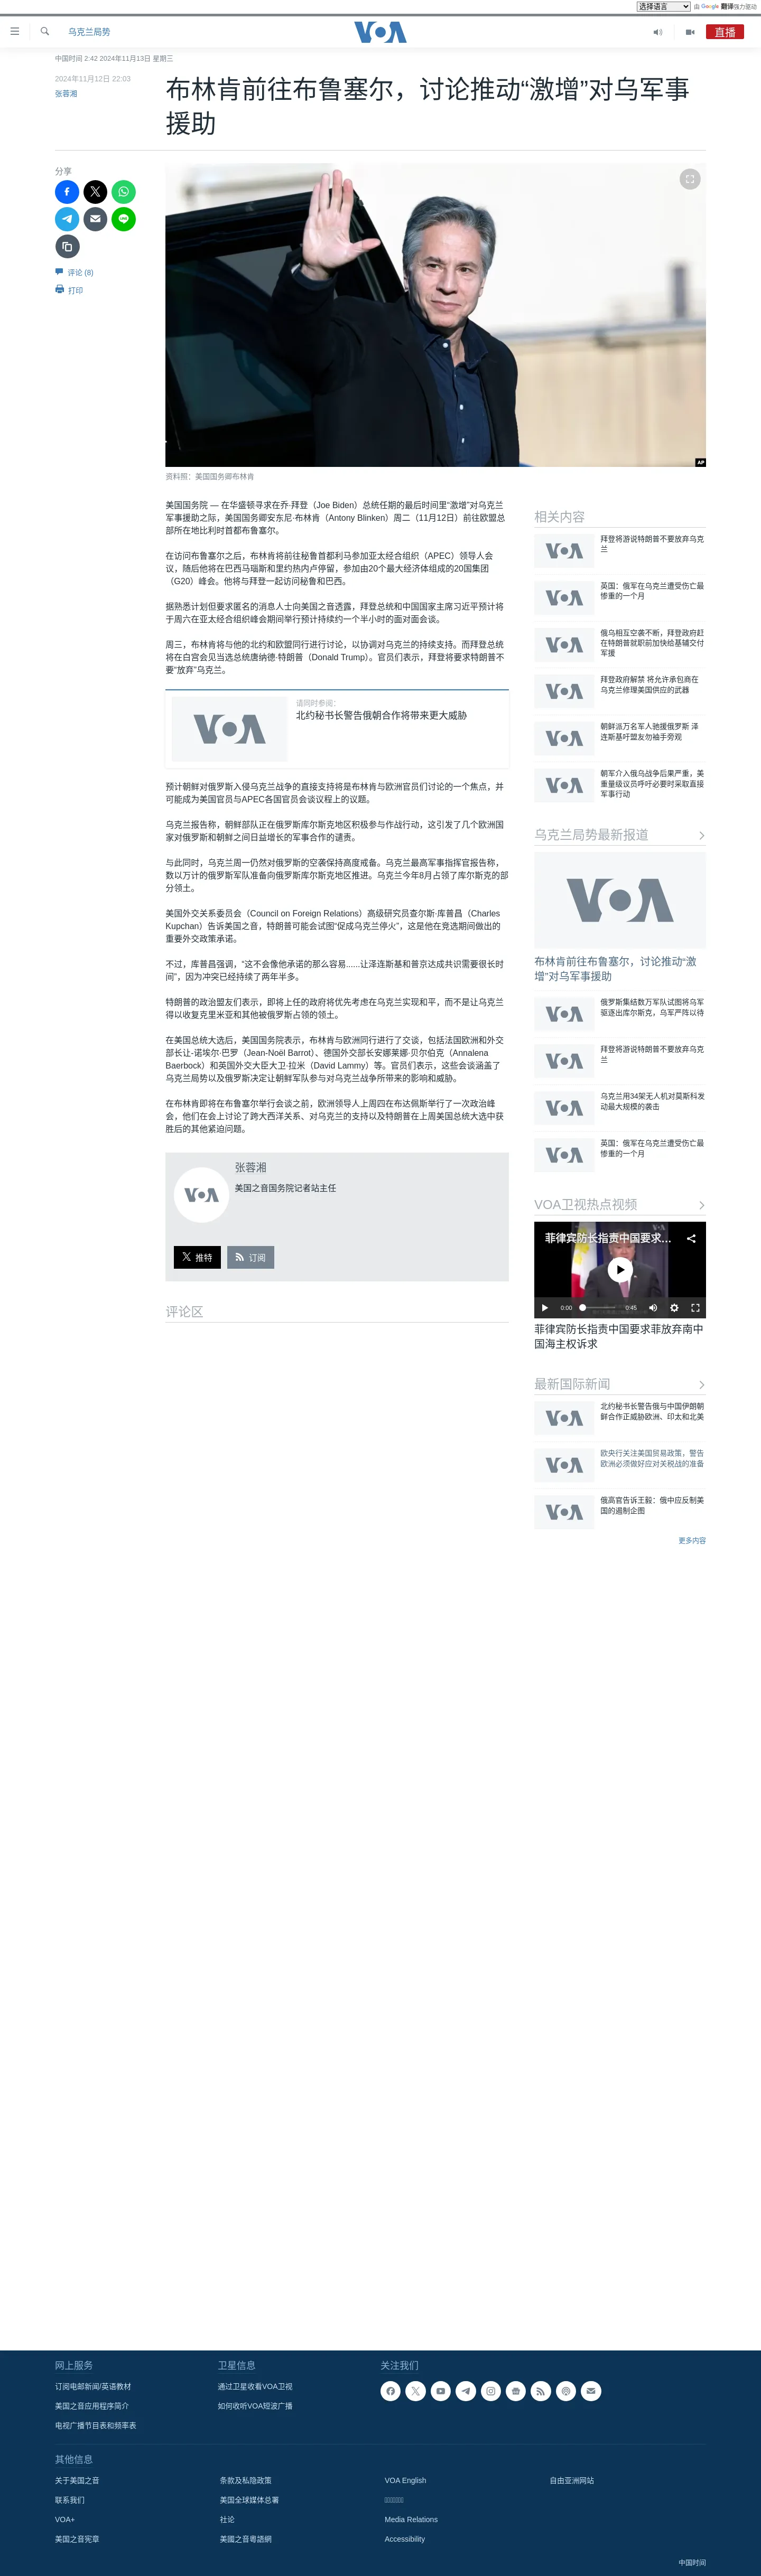 选择语言
由 Google 翻译强力驱动
乌克兰局势
VOA
直播
中国时间 2:42 2024年11月13日 星期三
2024年11月12日 22:03
张蓉湘
布林肯前往布鲁塞尔，讨论推动“激增”对乌军事
援助
分享
评论 (8)
打印
AP
资料照：美国国务卿布林肯
美国国务院 — 在华盛顿寻求在乔·拜登（Joe Biden）总统任期的最后时间里“激增”对乌克兰
军事援助之际，美国国务卿安东尼·布林肯（Antony Blinken）周二（11月12日）前往欧盟总
部所在地比利时首都布鲁塞尔。
在访问布鲁塞尔之后，布林肯将前往秘鲁首都利马参加亚太经合组织（APEC）领导人会
议，随后他将在巴西马瑙斯和里约热内卢停留，参加由20个最大经济体组成的20国集团
（G20）峰会。他将与拜登一起访问秘鲁和巴西。
据熟悉计划但要求匿名的消息人士向美国之音透露，拜登总统和中国国家主席习近平预计将
于周六在亚太经合组织峰会期间举行预计持续约一个半小时的面对面会谈。
周三，布林肯将与他的北约和欧盟同行进行讨论，以协调对乌克兰的持续支持。而拜登总统
将在白宫会见当选总统唐纳德·特朗普（Donald Trump）。官员们表示，拜登将要求特朗普不
要“放弃”乌克兰。
VOA
请同时参阅:
北约秘书长警告俄朝合作将带来更大威胁
预计朝鲜对俄罗斯入侵乌克兰战争的直接支持将是布林肯与欧洲官员们讨论的一个焦点，并
可能成为美国官员与APEC各国官员会谈议程上的议题。
乌克兰报告称，朝鲜部队正在俄罗斯库尔斯克地区积极参与作战行动，这引发了几个欧洲国
家对俄罗斯和朝鲜之间日益增长的军事合作的谴责。
与此同时，乌克兰周一仍然对俄罗斯的空袭保持高度戒备。乌克兰最高军事指挥官报告称，
数以万计的俄罗斯军队准备向俄罗斯库尔斯克地区推进。乌克兰今年8月占领了库尔斯克的部
分领土。
美国外交关系委员会（Council on Foreign Relations）高级研究员查尔斯·库普昌（Charles
Kupchan）告诉美国之音，特朗普可能会试图“促成乌克兰停火”，这是他在竞选期间做出的
重要外交政策承诺。
不过，库普昌强调，“这不会像他承诺的那么容易......让泽连斯基和普京达成共识需要很长时
间”，因为冲突已经持续了两年半多。
特朗普的政治盟友们表示，即将上任的政府将优先考虑在乌克兰实现和平，而不是让乌克兰
得以收复克里米亚和其他被俄罗斯占领的领土。
在美国总统大选后，美国国务院表示，布林肯与欧洲同行进行了交谈，包括法国欧洲和外交
部长让-诺埃尔·巴罗（Jean-Noël Barrot）、德国外交部长安娜莱娜·贝尔伯克（Annalena
Baerbock）和英国外交大臣大卫·拉米（David Lammy）等。官员们表示，这些会谈涵盖了
乌克兰局势以及俄罗斯决定让朝鲜军队参与对乌克兰战争所带来的影响和威胁。
在布林肯即将在布鲁塞尔举行会谈之前，欧洲领导人上周四在布达佩斯举行了一次政治峰
会，他们在会上讨论了跨大西洋关系、对乌克兰的支持以及特朗普在上周美国总统大选中获
胜后的其他紧迫问题。
VOA
张蓉湘
美国之音国务院记者站主任
推特
订阅
评论区
相关内容
VOA
拜登将游说特朗普不要放弃乌克
兰
VOA
英国：俄军在乌克兰遭受伤亡最
惨重的一个月
VOA
俄乌相互空袭不断，拜登政府赶
在特朗普就职前加快给基辅交付
军援
VOA
拜登政府解禁 将允许承包商在
乌克兰修理美国供应的武器
VOA
朝鲜派万名军人驰援俄罗斯 泽
连斯基吁盟友勿袖手旁观
VOA
朝军介入俄乌战争后果严重，美
重量级议员呼吁必要时采取直接
军事行动
乌克兰局势最新报道
VOA
布林肯前往布鲁塞尔，讨论推动“激
增”对乌军事援助
VOA
俄罗斯集结数万军队试图将乌军
驱逐出库尔斯克，乌军严阵以待
VOA
拜登将游说特朗普不要放弃乌克
兰
VOA
乌克兰用34架无人机对莫斯科发
动最大规模的袭击
VOA
英国：俄军在乌克兰遭受伤亡最
惨重的一个月
VOA卫视热点视频
VOA
菲律宾防长指责中国要求...
0:00
0:45
菲律宾防长指责中国要求菲放弃南中
国海主权诉求
最新国际新闻
VOA
北约秘书长警告俄与中国伊朗朝
鲜合作正威胁欧洲、印太和北美
VOA
欧央行关注美国贸易政策，警告
欧洲必须做好应对关税战的准备
VOA
俄高官告诉王毅：俄中应反制美
国的遏制企图
更多内容
网上服务
订阅电邮新闻/英语教材
美国之音应用程序简介
电视广播节目表和频率表
卫星信息
通过卫星收看VOA卫视
如何收听VOA短波广播
关注我们
其他信息
关于美国之音
联系我们
VOA+
美国之音宪章
条款及私隐政策
美国全球媒体总署
社论
美國之音粵語網
VOA English
Media Relations
Accessibility
自由亚洲网站
中国时间